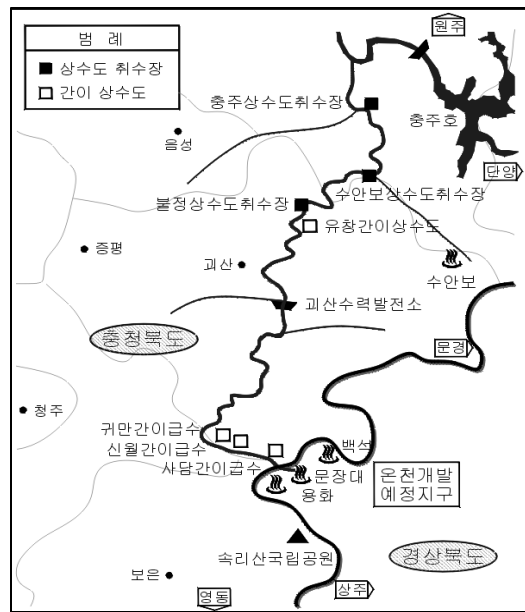 범 례
상수도 취수장
간이 상수도
원주
충주상수도취수장
충주호
음성
단양
수안보상수도취수장
불정상수도취수장
유창간이상수도
증평
괴산
수안보
괴산수력발전소
충청북도
문경
청주
귀만간이급수
신월간이급수
사담간이급수
백석
문장대
용화
온천개발
예정지구
속리산국립공원
경상북도
보은
영동
상주